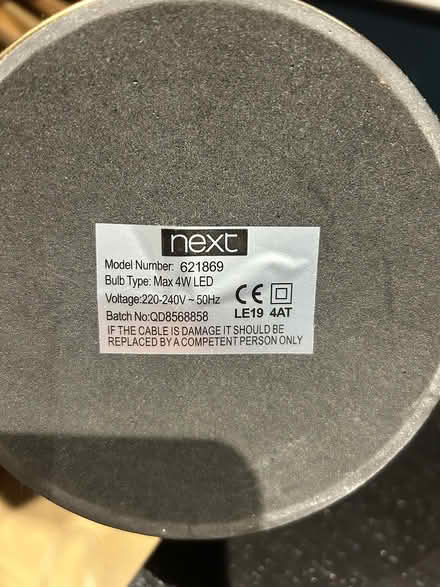 next
Model Number: 621869
Bulb Type: Max 4W LED
Voltage:220-240V ~ 50Hz
Batch No:QD8568858
CE
LE19 4AT
IF THE CABLE IS DAMAGE IT SHOULD BE
REPLACED BY A COMPETENT PERSON ONLY